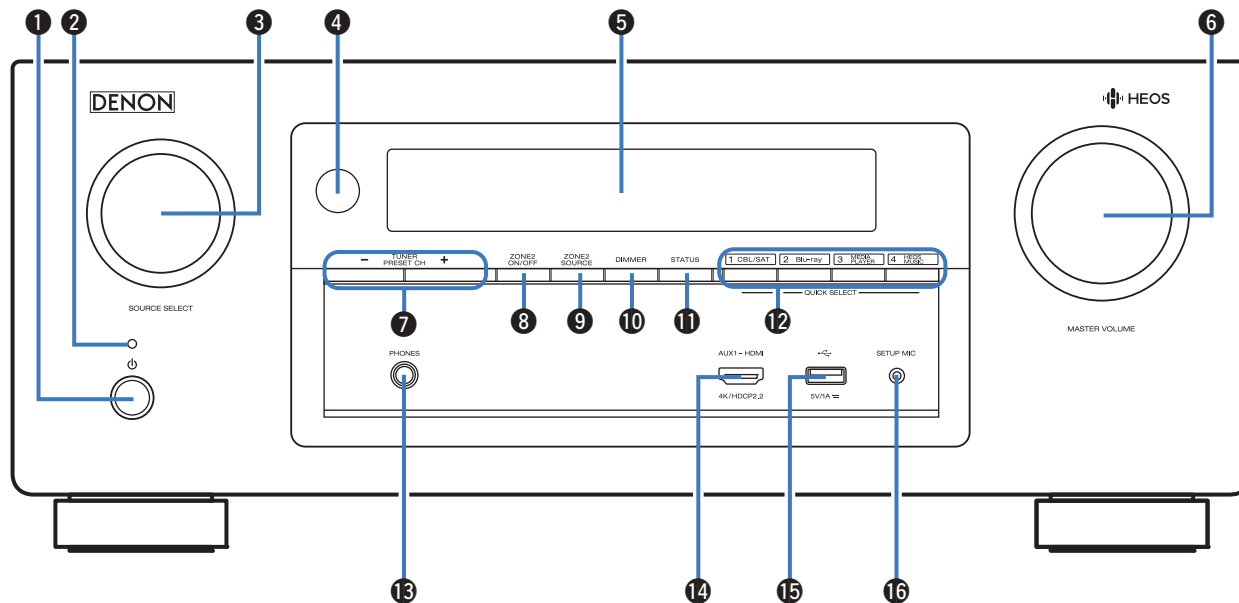 1 2 3 4 5 6
DENON
HEOS
− TUNER PRESET CH +
ZONE2 ON/OFF
ZONE2 SOURCE
DIMMER
STATUS
1 CBL/SAT
2 Blu-ray
3 MEDIA PLAYER
4 HEOS MUSIC
QUICK SELECT
SOURCE SELECT
7 8 9 10 11 12
MASTER VOLUME
PHONES
AUX1 - HDMI
SETUP MIC
4K/HDCP2.2
5V/1A
13 14 15 16